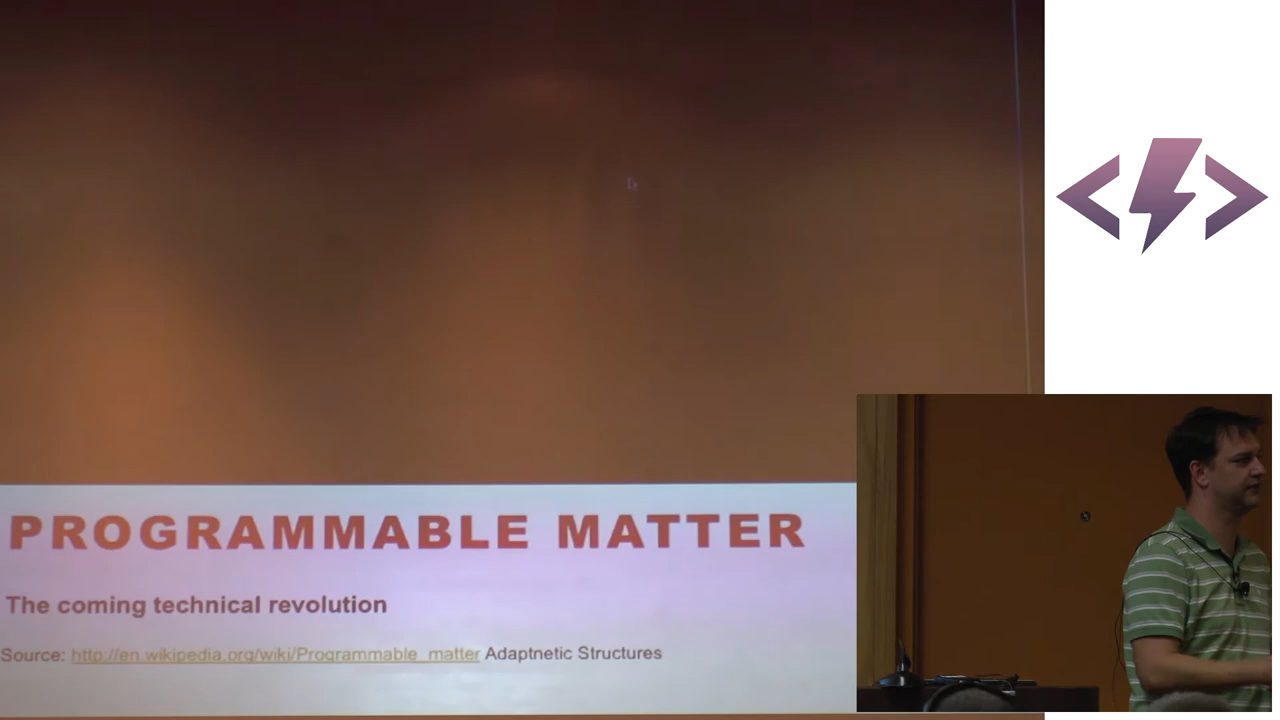 PROGRAMMABLE MATTER
The coming technical revolution
Source: http://en.wikipedia.org/wiki/Programmable_matter Adaptnetic Structures